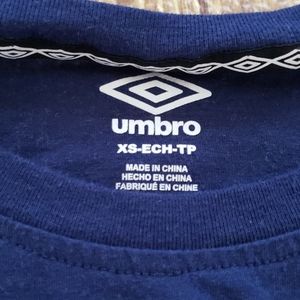 umbro
XS-ECH-TP
MADE IN CHINA
HECHO EN CHINA
FABRIQUÉ EN CHINE